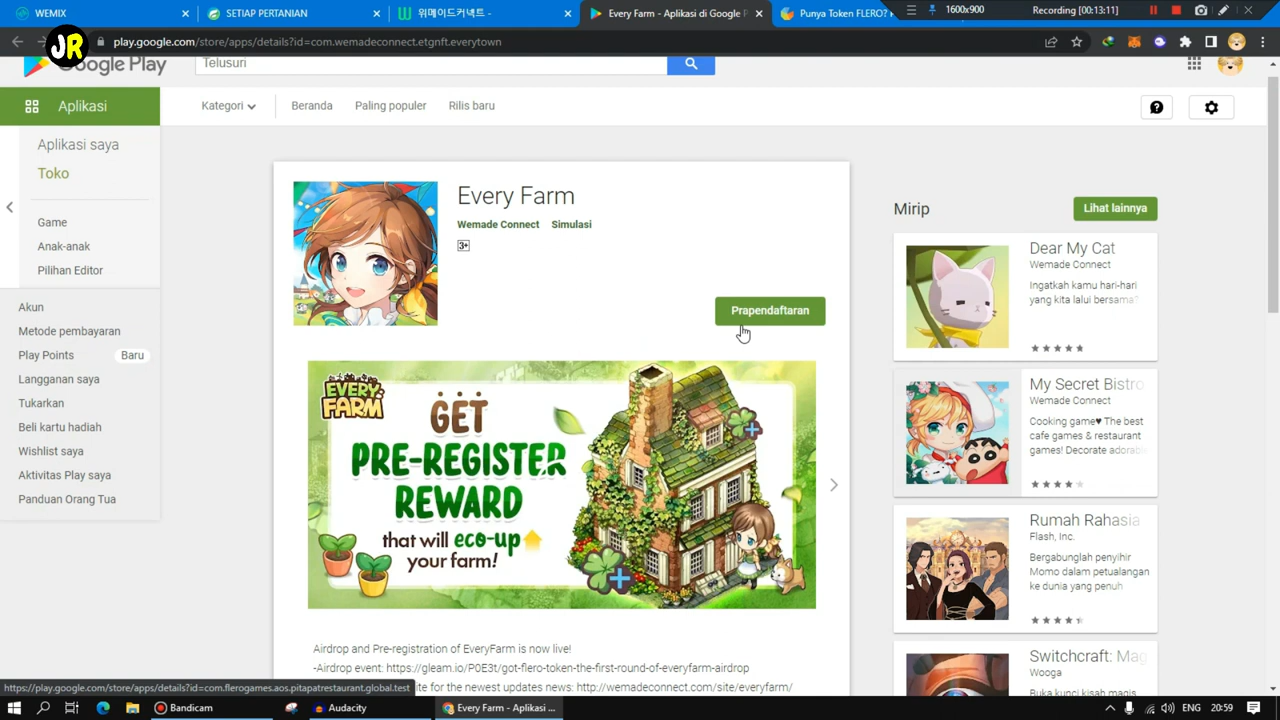 WEMIX
SETIAP PERTANIAN
위메이드커넥트 -
Every Farm - Aplikasi di Google P
Punya Token FLERO? F
1600x900
Recording [00:13:11]
JR
play.google.com/store/apps/details?id=com.wemadeconnect.etgnft.everytown
Google Play
Telusuri
Aplikasi
Kategori
Beranda
Paling populer
Rilis baru
Aplikasi saya
Toko
Game
Anak-anak
Pilihan Editor
Akun
Metode pembayaran
Play Points
Baru
Langganan saya
Tukarkan
Beli kartu hadiah
Wishlist saya
Aktivitas Play saya
Panduan Orang Tua
Every Farm
Wemade Connect
Simulasi
3+
Prapendaftaran
EVERY
FARM
GET
PRE-REGISTER
REWARD
that will eco-up
your farm!
Airdrop and Pre-registration of EveryFarm is now live!
-Airdrop event: https://gleam.io/P0E3t/got-flero-token-the-first-round-of-everyfarm-airdrop
ite for the newest updates news: http://wemadeconnect.com/site/everyfarm/
Mirip
Lihat lainnya
Dear My Cat
Wemade Connect
Ingatkah kamu hari-hari
yang kita lalui bersama?
My Secret Bistro
Wemade Connect
Cooking game♥ The best
cafe games & restaurant
games! Decorate adorabl
Rumah Rahasia
Flash, Inc.
Bergabunglah penyihir
Momo dalam petualangan
ke dunia yang penuh
Switchcraft: Mag
Wooga
Buka kunci kisah magis
https://play.google.com/store/apps/details?id=com.flerogames.aos.pitapatrestaurant.global.test
Bandicam
Audacity
Every Farm - Aplikasi ...
ENG
20:59